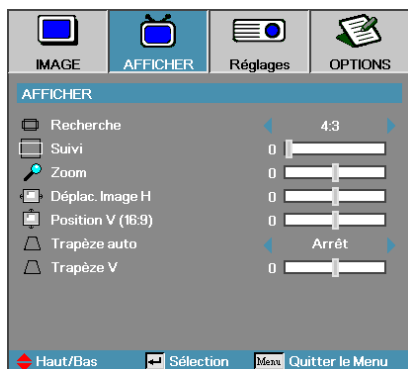 IMAGE AFFICHER Réglages OPTIONS
AFFICHER
Recherche 4:3
Suivi 0
Zoom 0
Déplac. Image H 0
Position V (16:9) 0
Trapèze auto Arrêt
Trapèze V 0
Haut/Bas Sélection Menu Quitter le Menu